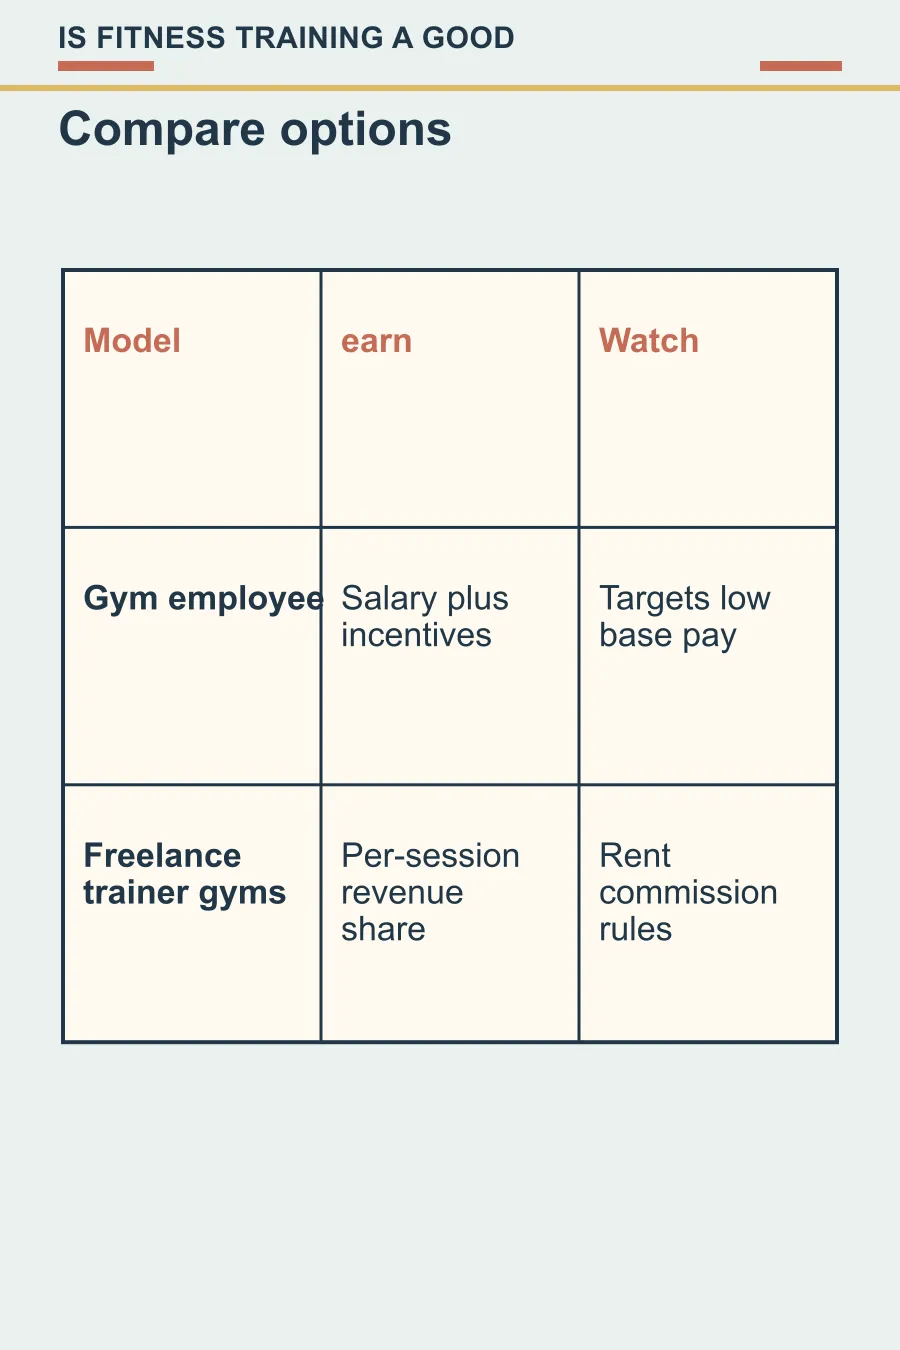 IS FITNESS TRAINING A GOOD
Compare options
Model
earn
Watch
Gym employee
Salary plus
incentives
Targets low
base pay
Freelance
trainer gyms
Per-session
revenue
share
Rent
commission
rules